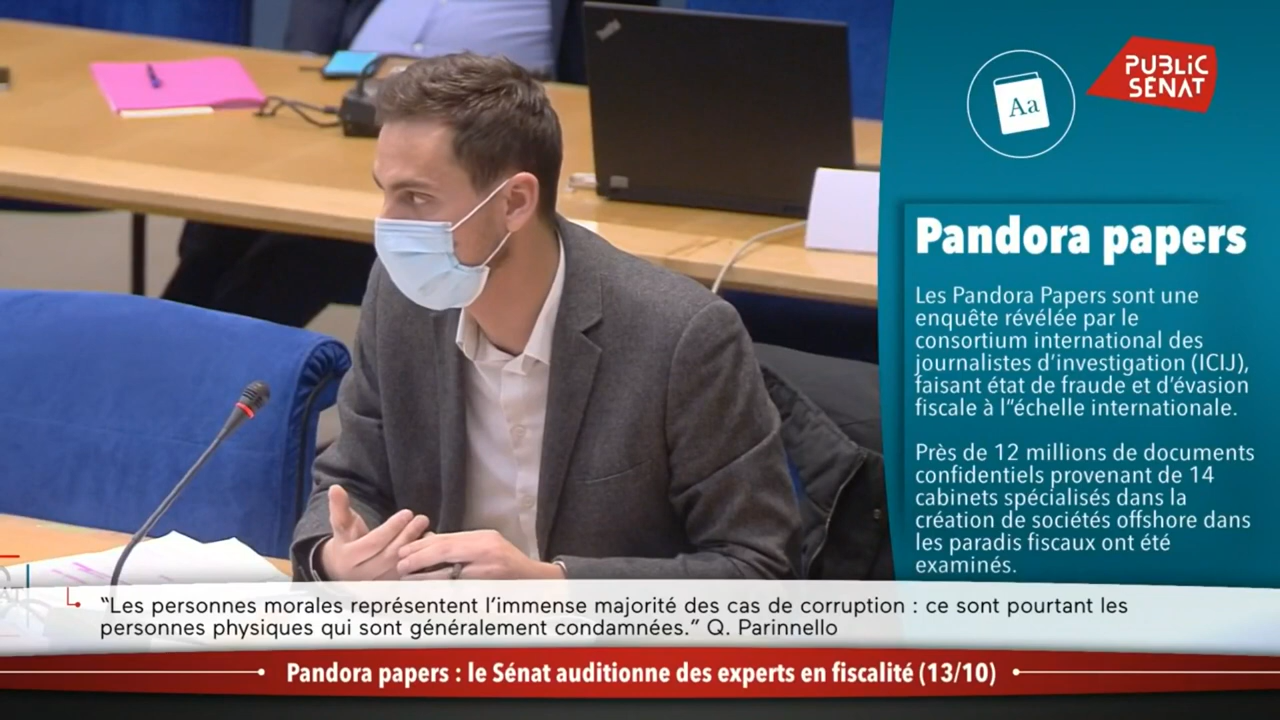 PUBLIC
SÉNAT
Aa
Pandora papers
Les Pandora Papers sont une
enquête révélée par le
consortium international des
journalistes d'investigation (ICIJ),
faisant état de fraude et d'évasion
fiscale à l'’échelle internationale.
Près de 12 millions de documents
confidentiels provenant de 14
cabinets spécialisés dans la
création de sociétés offshore dans
les paradis fiscaux ont été
examinés.
“Les personnes morales représentent l'immense majorité des cas de corruption : ce sont pourtant les
personnes physiques qui sont généralement condamnées.” Q. Parinnello
Pandora papers : le Sénat auditionne des experts en fiscalité (13/10)